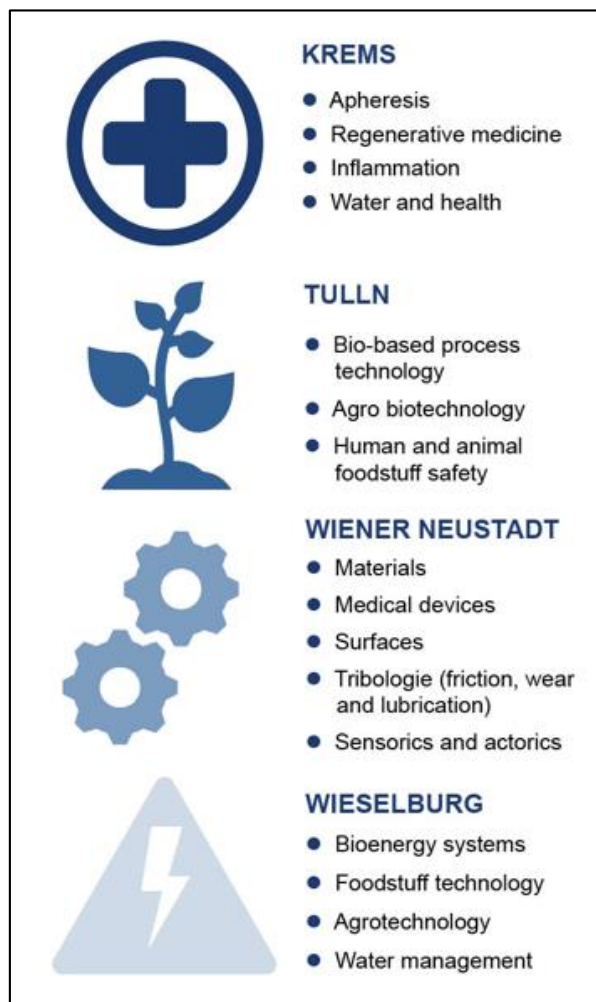 KREMS
● Apheresis
● Regenerative medicine
● Inflammation
● Water and health
TULLN
● Bio-based process
technology
● Agro biotechnology
● Human and animal
foodstuff safety
WIENER NEUSTADT
● Materials
● Medical devices
● Surfaces
● Tribologie (friction, wear
and lubrication)
● Sensorics and actorics
WIESELBURG
● Bioenergy systems
● Foodstuff technology
● Agrotechnology
● Water management